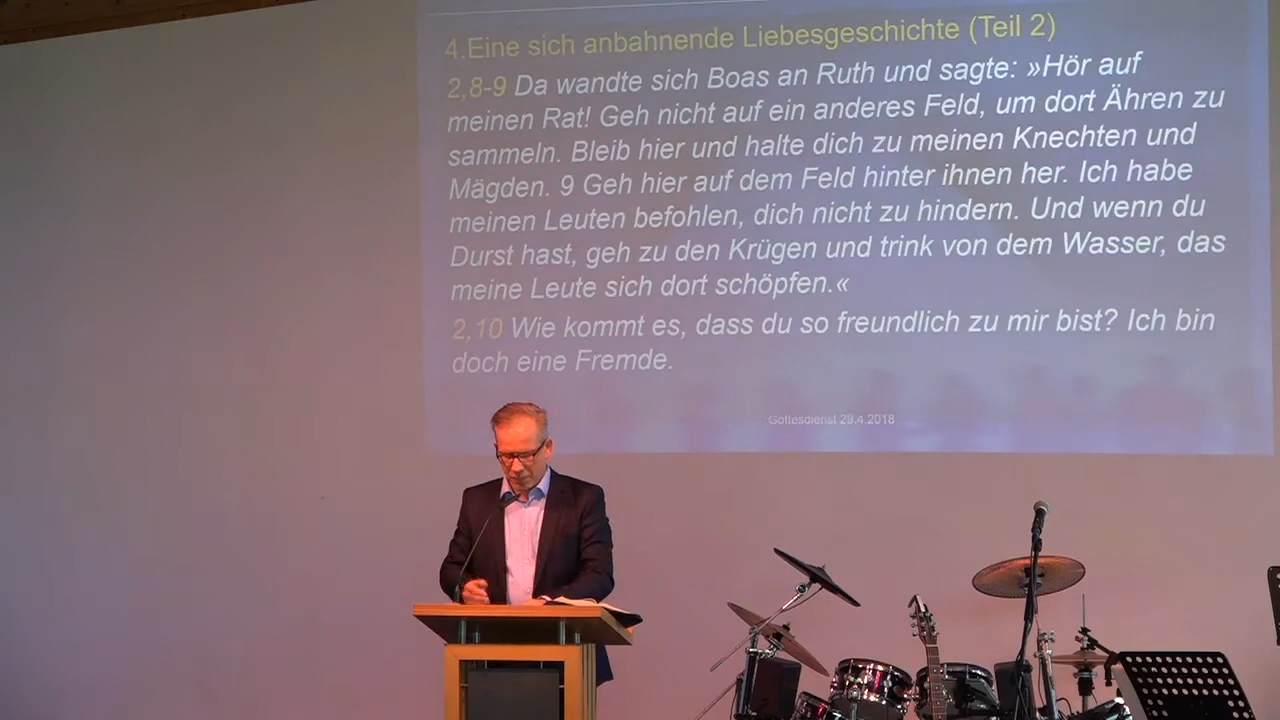 4.Eine sich anbahnende Liebesgeschichte (Teil 2)
2,8-9 Da wandte sich Boas an Ruth und sagte: »Hör auf
meinen Rat! Geh nicht auf ein anderes Feld, um dort Ähren zu
sammeln. Bleib hier und halte dich zu meinen Knechten und
Mägden. 9 Geh hier auf dem Feld hinter ihnen her. Ich habe
meinen Leuten befohlen, dich nicht zu hindern. Und wenn du
Durst hast, geh zu den Krügen und trink von dem Wasser, das
meine Leute sich dort schöpfen.«
2,10 Wie kommt es, dass du so freundlich zu mir bist? Ich bin
doch eine Fremde.
Gottesdienst 29.4.2018